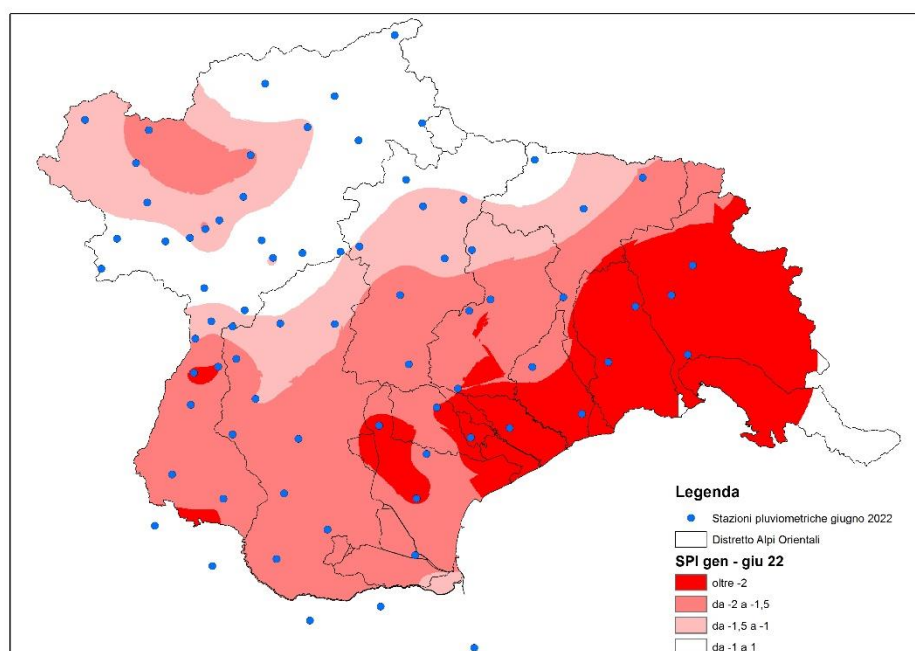 Legenda
Stazioni pluviometriche giugno 2022
Distretto Alpi Orientali
SPI gen - giu 22
oltre -2
da -2 a -1,5
da -1,5 a -1
da -1 a 1